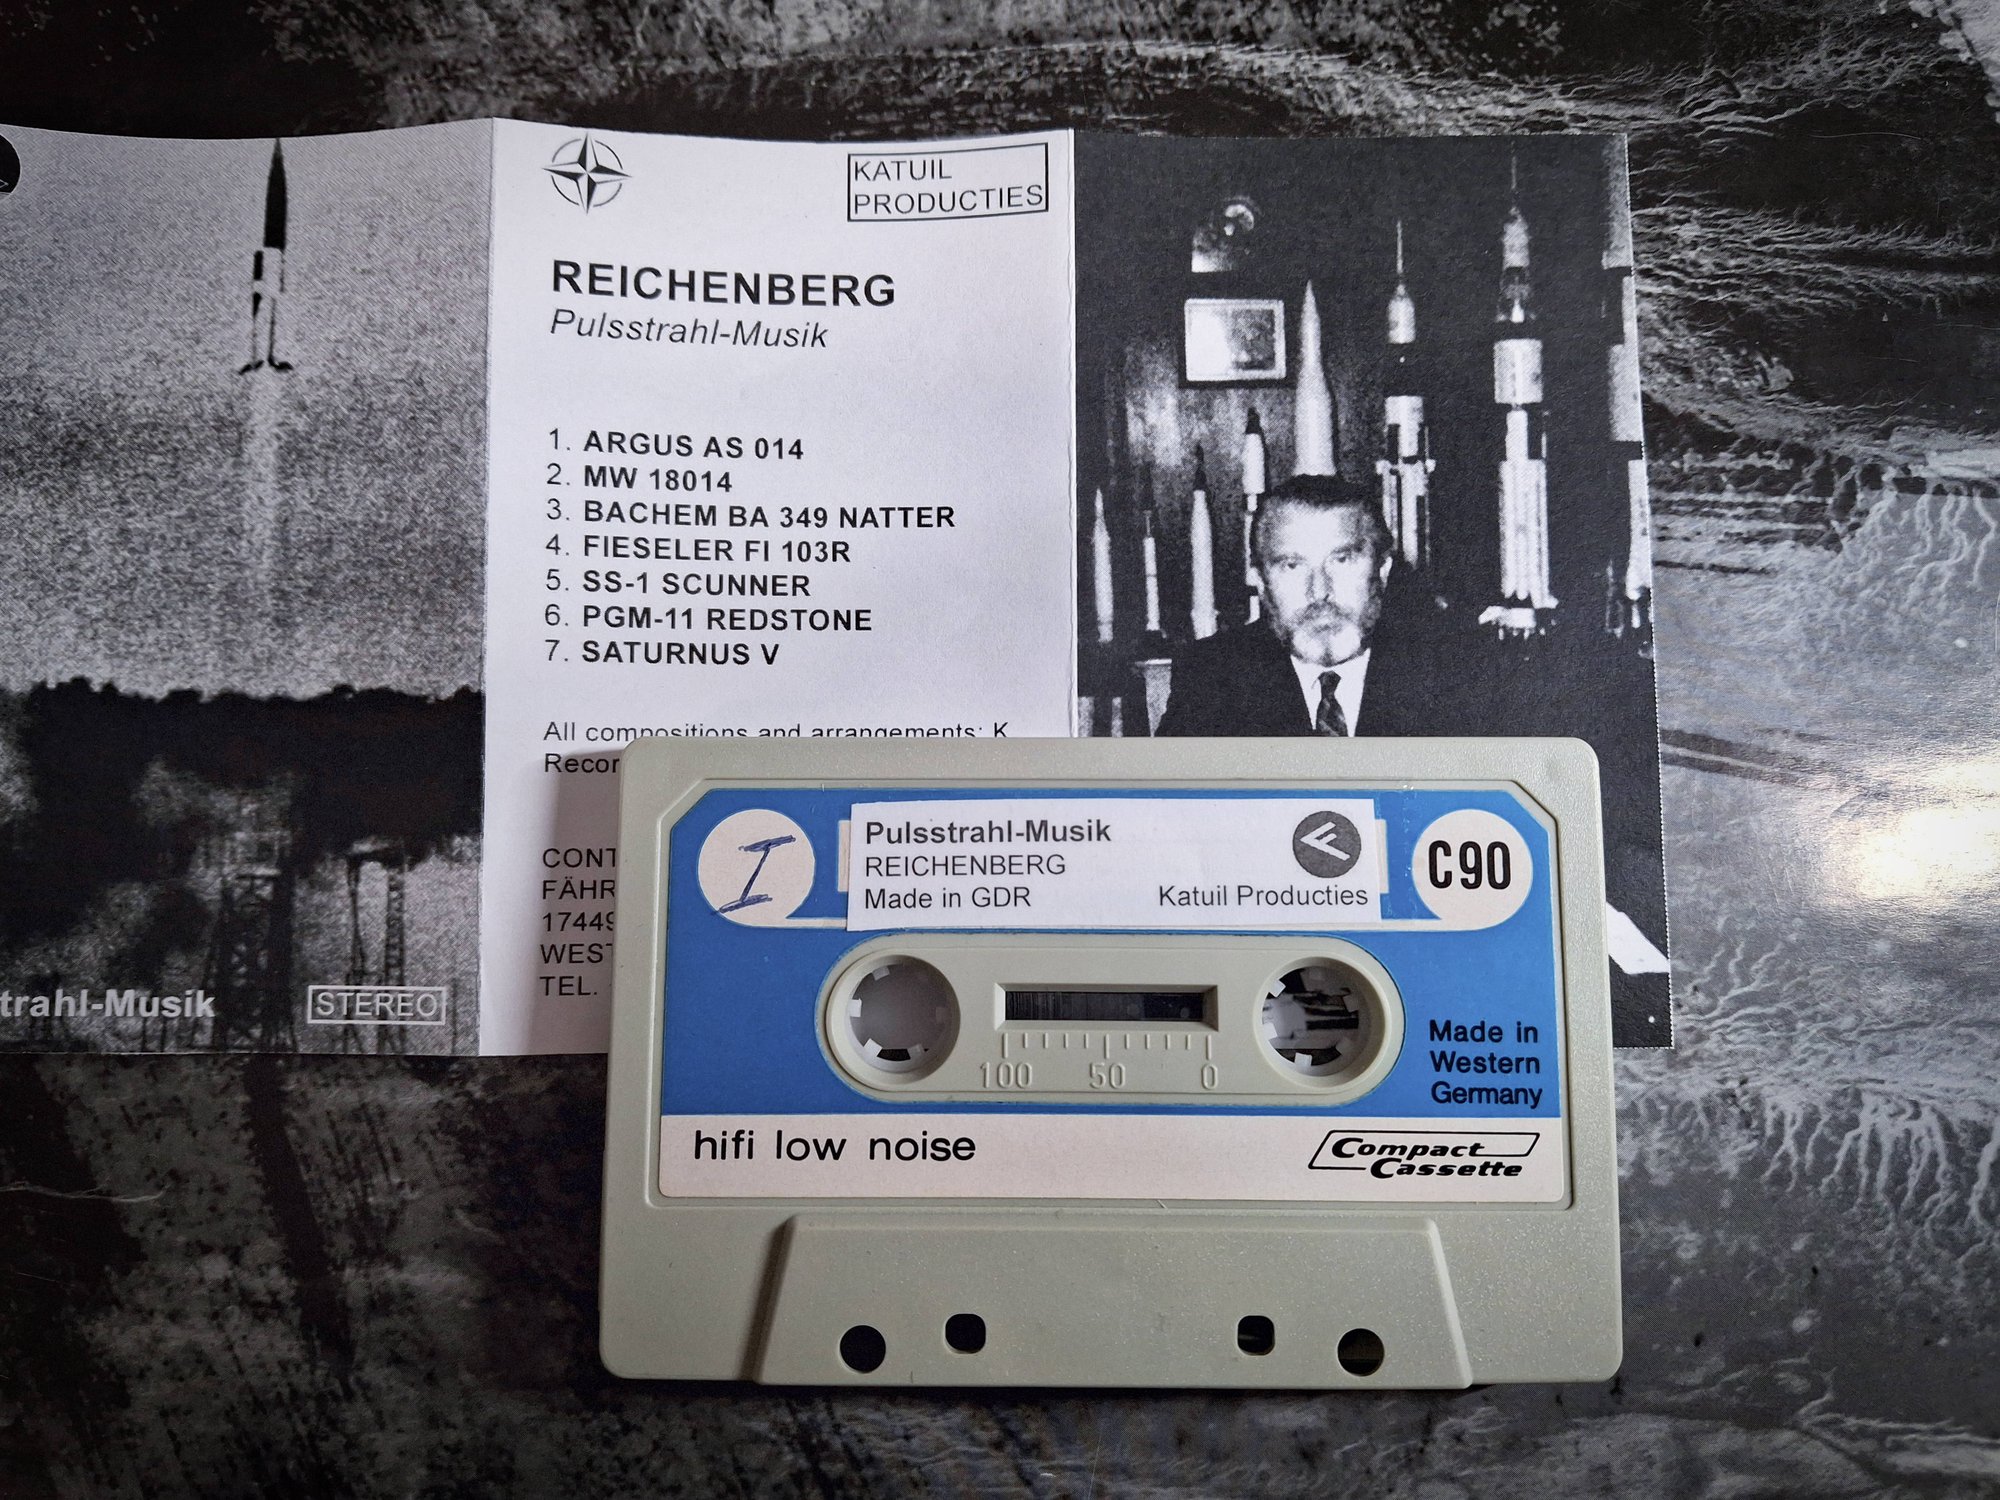 KATUIL
PRODUCTIES
REICHENBERG
Pulsstrahl-Musik
1. ARGUS AS 014
2. MW 18014
3. BACHEM BA 349 NATTER
4. FIESELER FI 103R
5. SS-1 SCUNNER
6. PGM-11 REDSTONE
7. SATURNUS V
All compositions and arrangements: K
Recor
CONT
FÄHR
17449
WEST
TEL.
trahl-Musik
STEREO
I
Pulsstrahl-Musik
REICHENBERG
Made in GDR
Katuil Producties
C90
100 50 0
Made in
Western
Germany
hifi low noise
Compact
Cassette